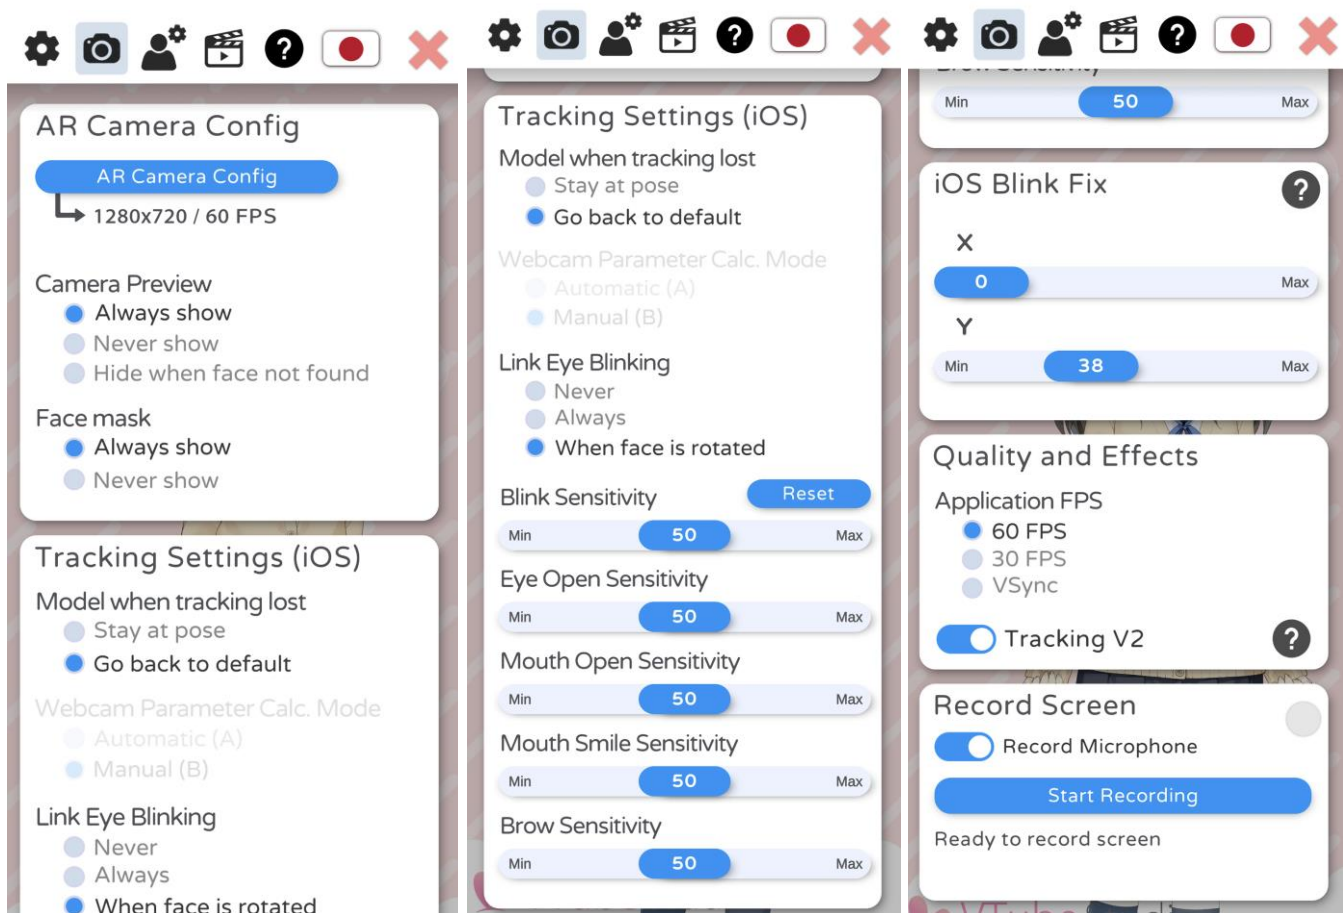 AR Camera Config
AR Camera Config
1280x720 / 60 FPS
Camera Preview
Always show
Never show
Hide when face not found
Face mask
Always show
Never show
Tracking Settings (iOS)
Model when tracking lost
Stay at pose
Go back to default
Webcam Parameter Calc. Mode
Automatic (A)
Manual (B)
Link Eye Blinking
Never
Always
When face is rotated
Tracking Settings (iOS)
Model when tracking lost
Stay at pose
Go back to default
Webcam Parameter Calc. Mode
Automatic (A)
Manual (B)
Link Eye Blinking
Never
Always
When face is rotated
Blink Sensitivity
Reset
Min 50 Max
Eye Open Sensitivity
Min 50 Max
Mouth Open Sensitivity
Min 50 Max
Mouth Smile Sensitivity
Min 50 Max
Brow Sensitivity
Min 50 Max
Brow Sensitivity
Min 50 Max
iOS Blink Fix
?
X
0 Max
Y
Min 38 Max
Quality and Effects
Application FPS
60 FPS
30 FPS
VSync
Tracking V2
?
Record Screen
Record Microphone
Start Recording
Ready to record screen